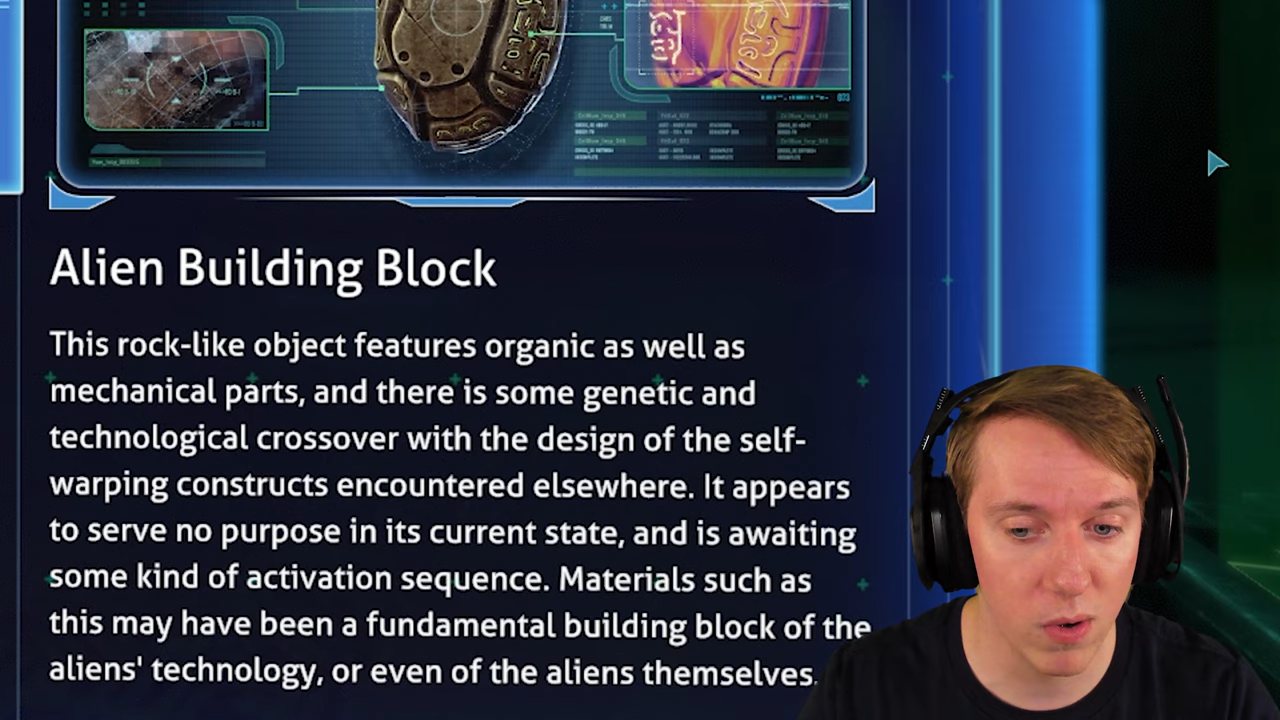 Alien Building Block
This rock-like object features organic as well as
mechanical parts, and there is some genetic and
technological crossover with the design of the self-
warping constructs encountered elsewhere. It appears
to serve no purpose in its current state, and is awaiting
some kind of activation sequence. Materials such as
this may have been a fundamental building block of the
aliens' technology, or even of the aliens themselves.